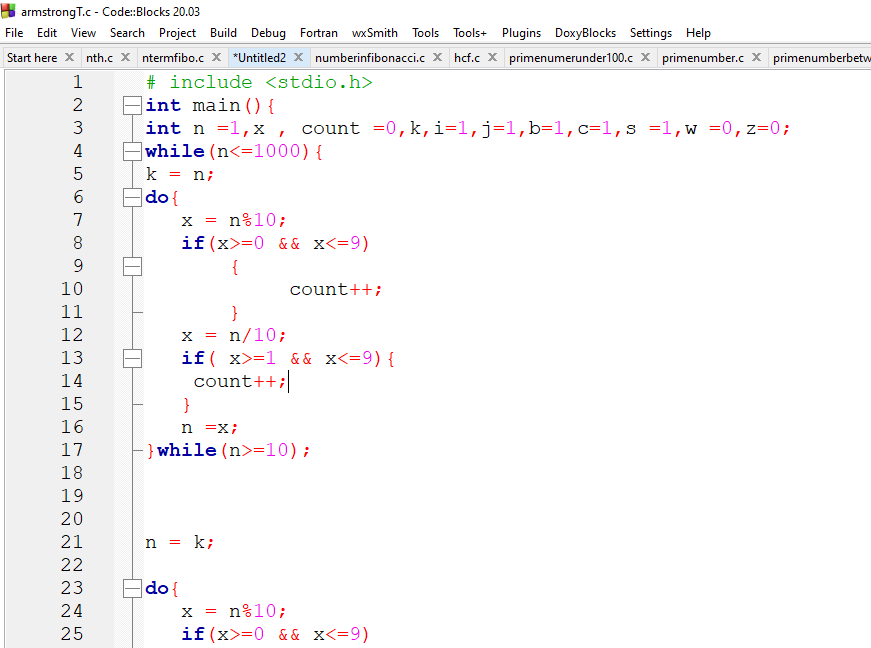 armstrongT.c - Code::Blocks 20.03
File Edit View Search Project Build Debug Fortran wxSmith Tools Tools+ Plugins DoxyBlocks Settings Help
Start here nth.c ntermfibo.c *Untitled2 numberinfibonacci.c hcf.c primenumerunder100.c primenumber.c primenumberbetw
1 # include <stdio.h>
2 int main(){
3 int n =1,x , count =0,k,i=1,j=1,b=1,c=1,s =1,w =0,z=0;
4 while(n<=1000){
5 k = n;
6 do{
7 x = n%10;
8 if(x>=0 && x<=9)
9 {
10 count++;
11 }
12 x = n/10;
13 if( x>=1 && x<=9){
14 count++;
15 }
16 n =x;
17 }while(n>=10);
18
19
20
21 n = k;
22
23 do{
24 x = n%10;
25 if(x>=0 && x<=9)